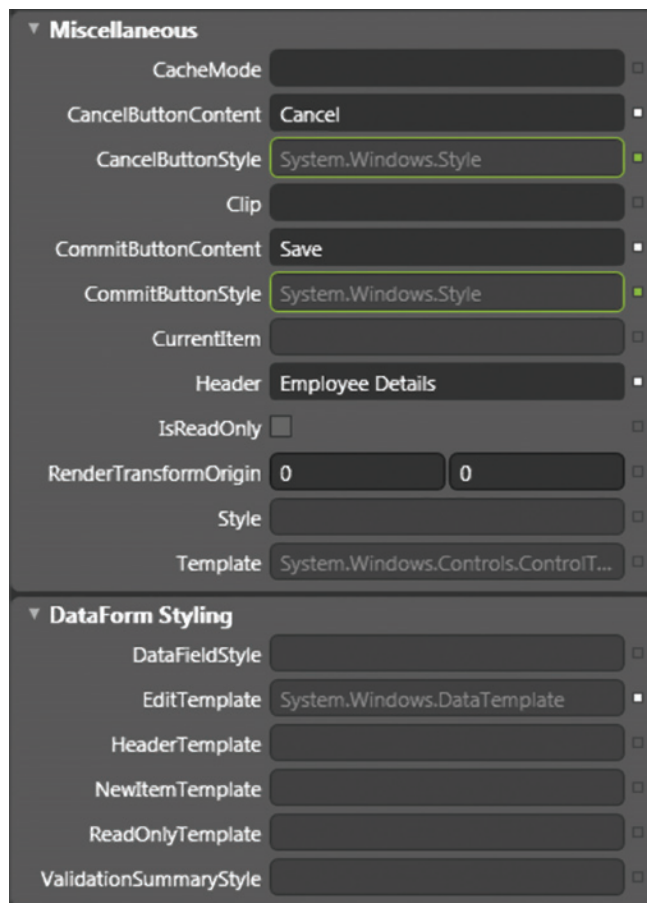 Miscellaneous
CacheMode
CancelButtonContent Cancel
CancelButtonStyle System.Windows.Style
Clip
CommitButtonContent Save
CommitButtonStyle System.Windows.Style
CurrentItem
Header Employee Details
IsReadOnly
RenderTransformOrigin 0 0
Style
Template System.Windows.Controls.ControlT...
DataForm Styling
DataFieldStyle
EditTemplate System.Windows.DataTemplate
HeaderTemplate
NewItemTemplate
ReadOnlyTemplate
ValidationSummaryStyle